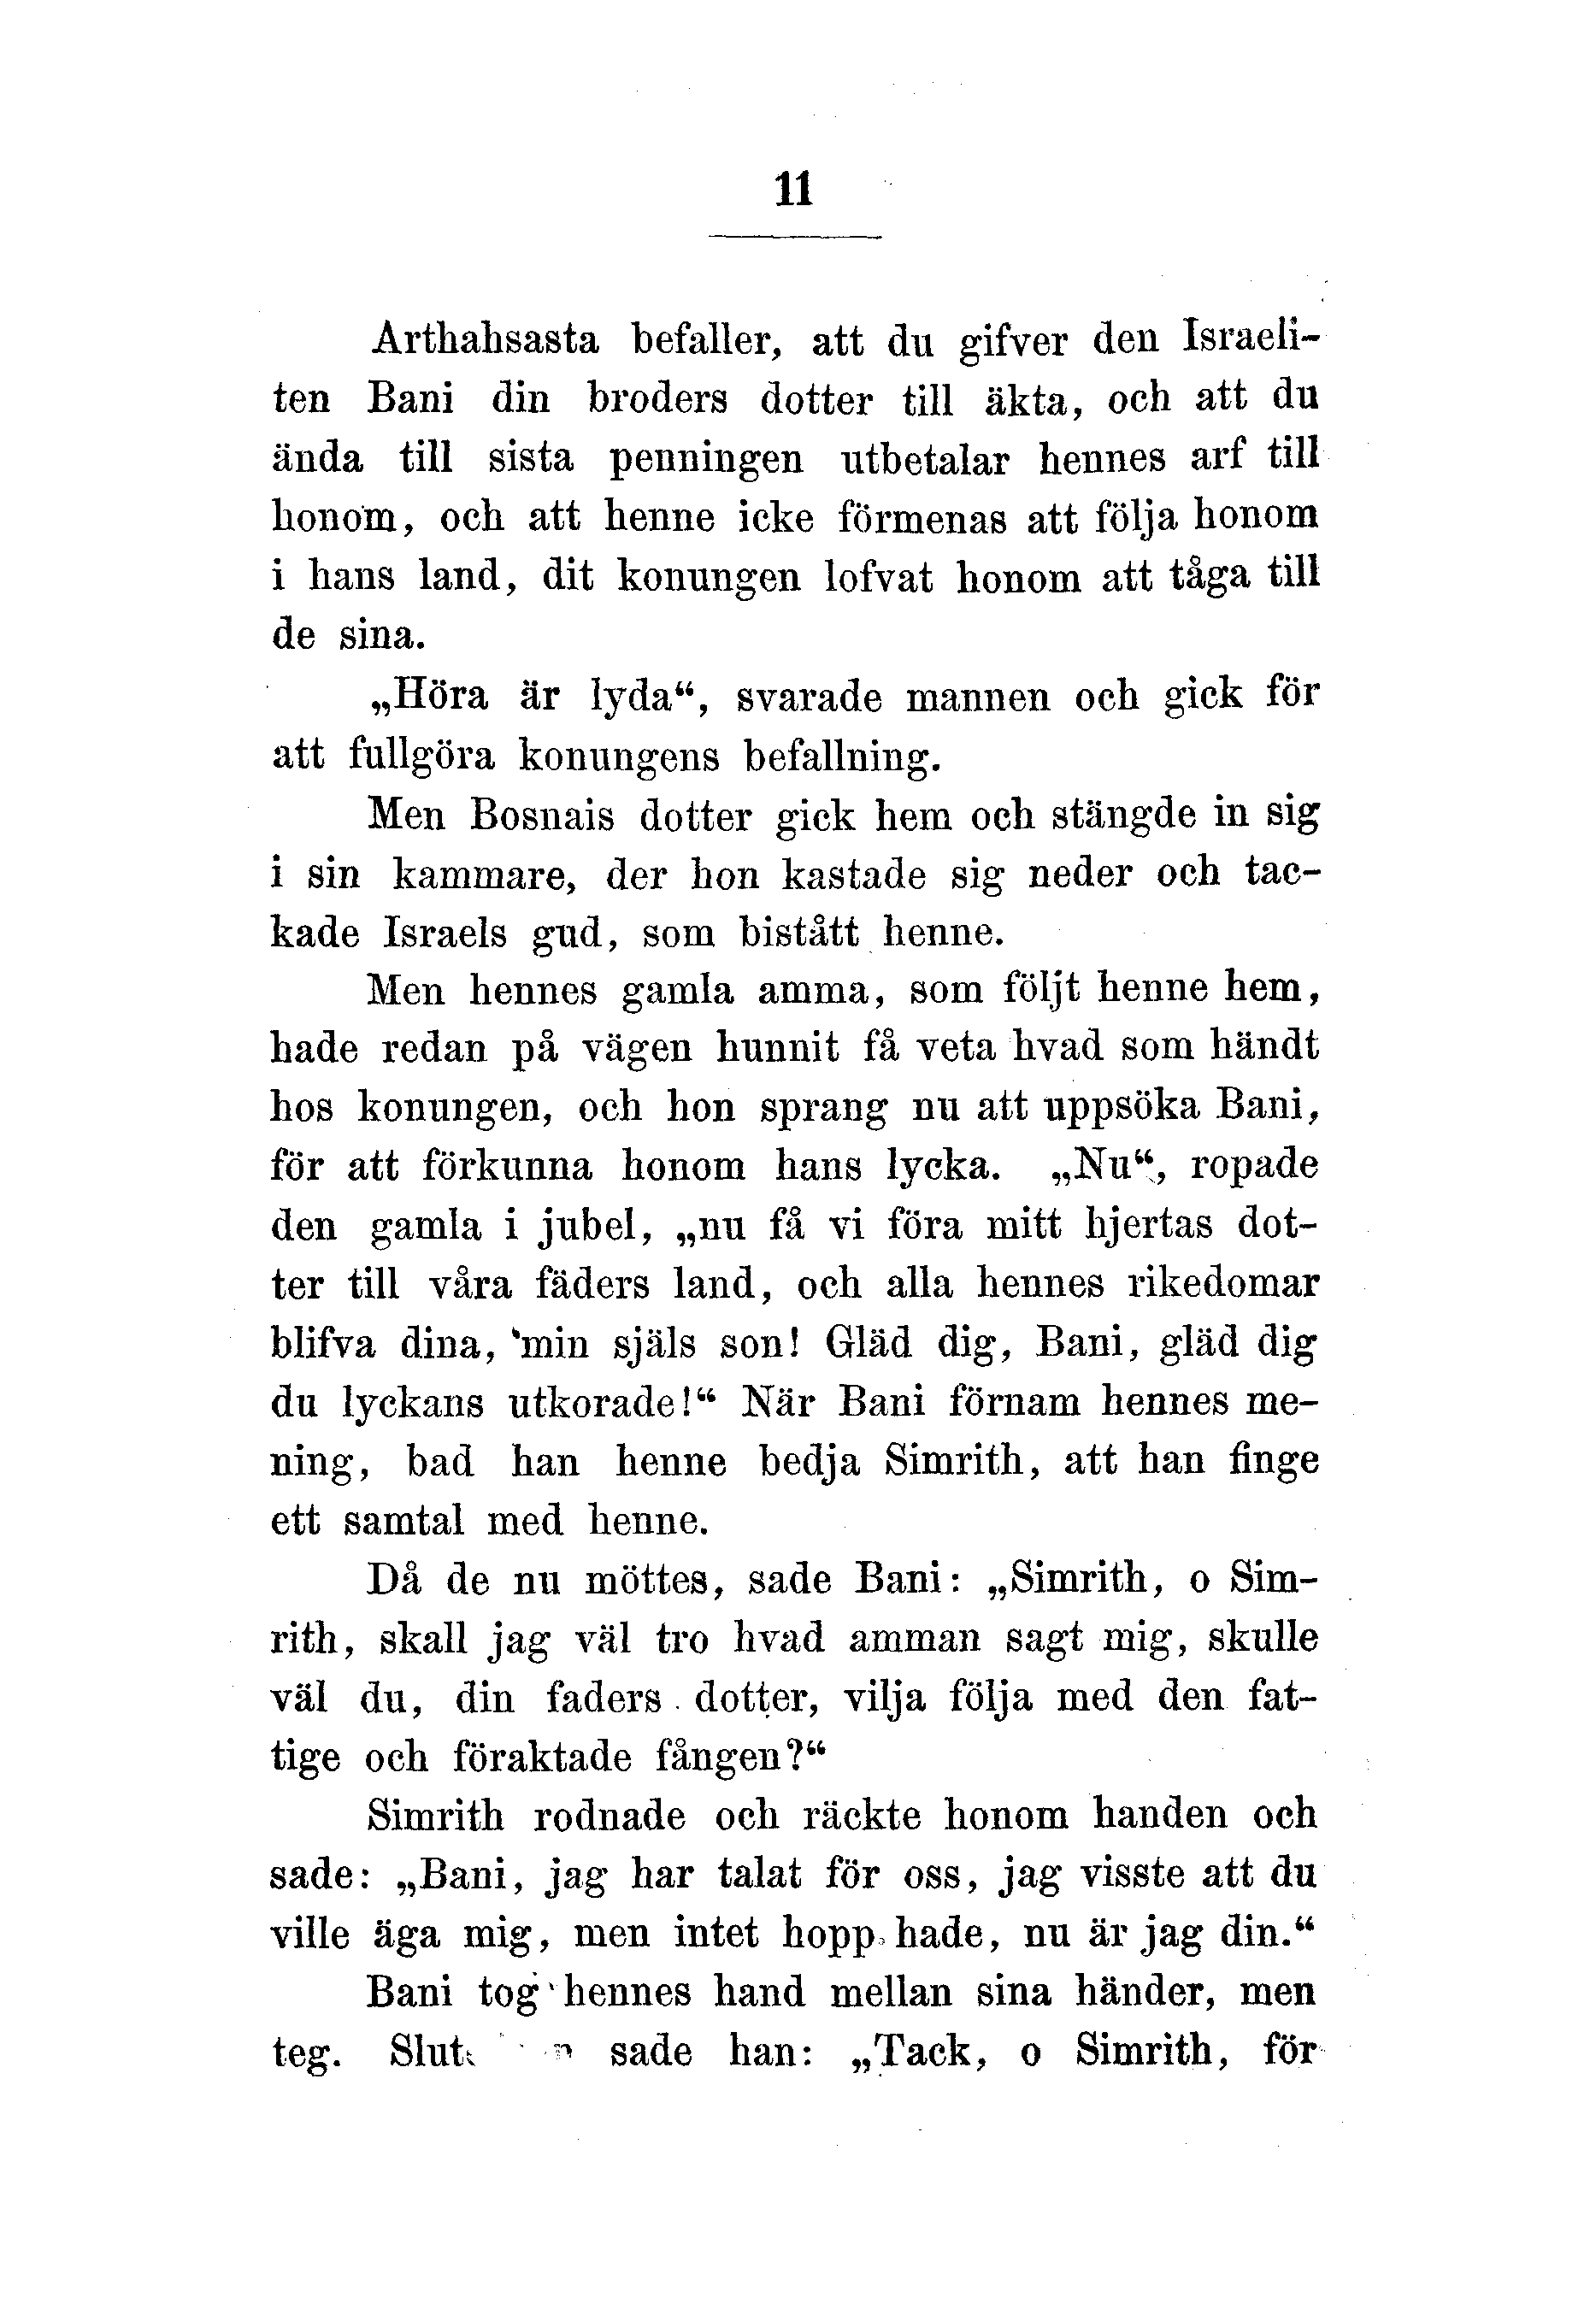 11
Arthahsasta befaller, att du gifver den Israeli-
ten Bani din broders dotter till äkta, och att du
ända till sista penningen utbetalar hennes arf till
honom, och att henne icke förmenas att följa honom
i hans land, dit konungen lofvat honom att tåga till
de sina.
„Höra är lyda“, svarade mannen och gick för
att fullgöra konungens befallning.
Men Bosnais dotter gick hem och stängde in sig
i sin kammare, der hon kastade sig neder och tac-
kade Israels gud, som bistått henne.
Men hennes gamla amma, som följt henne hem,
hade redan på vägen hunnit få veta hvad som händt
hos konungen, och hon sprang nu att uppsöka Bani,
för att förkunna honom hans lycka. „Nu“, ropade
den gamla i jubel, „nu få vi föra mitt hjertas dot-
ter till våra fäders land, och alla hennes rikedomar
blifva dina, min själs son! Gläd dig, Bani, gläd dig
du lyckans utkorade!“ När Bani förnam hennes me-
ning, bad han henne bedja Simrith, att han finge
ett samtal med henne.
Då de nu möttes, sade Bani: „Simrith, o Sim-
rith, skall jag väl tro hvad amman sagt mig, skulle
väl du, din faders dotter, vilja följa med den fat-
tige och föraktade fången?“
Simrith rodnade och räckte honom handen och
sade: „Bani, jag har talat för oss, jag visste att du
ville äga mig, men intet hopp hade, nu är jag din.“
Bani tog hennes hand mellan sina händer, men
teg. sade han: „Tack, o Simrith, för